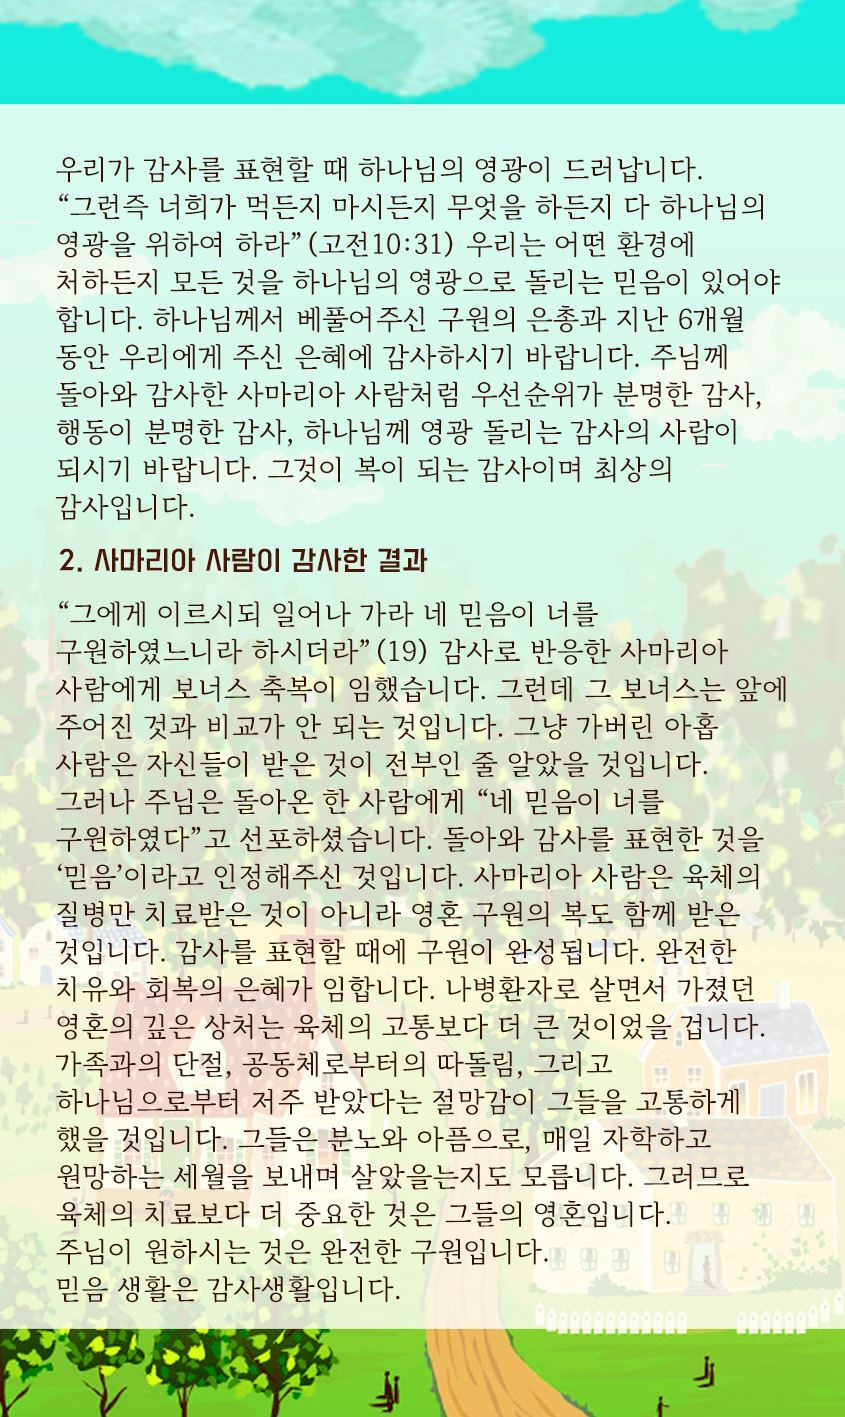 우리가 감사를 표현할 때 하나님의 영광이 드러납니다.
“그런즉 너희가 먹든지 마시든지 무엇을 하든지 다 하나님의
영광을 위하여 하라” (고전10:31) 우리는 어떤 환경에
처하든지 모든 것을 하나님의 영광으로 돌리는 믿음이 있어야
합니다. 하나님께서 베풀어주신 구원의 은총과 지난 6개월
동안 우리에게 주신 은혜에 감사하시기 바랍니다. 주님께
돌아와 감사한 사마리아 사람처럼 우선순위가 분명한 감사,
행동이 분명한 감사, 하나님께 영광 돌리는 감사의 사람이
되시기 바랍니다. 그것이 복이 되는 감사이며 최상의
감사입니다.
2. 사마리아 사람이 감사한 결과
“그에게 이르시되 일어나 가라 네 믿음이 너를
구원하였느니라 하시더라” (19) 감사로 반응한 사마리아
사람에게 보너스 축복이 임했습니다. 그런데 그 보너스는 앞에
주어진 것과 비교가 안 되는 것입니다. 그냥 가버린 아홉
사람은 자신들이 받은 것이 전부인 줄 알았을 것입니다.
그러나 주님은 돌아온 한 사람에게 “네 믿음이 너를
구원하였다”고 선포하셨습니다. 돌아와 감사를 표현한 것을
‘믿음’이라고 인정해주신 것입니다. 사마리아 사람은 육체의
질병만 치료받은 것이 아니라 영혼 구원의 복도 함께 받은
것입니다. 감사를 표현할 때에 구원이 완성됩니다. 완전한
치유와 회복의 은혜가 임합니다. 나병환자로 살면서 가졌던
영혼의 깊은 상처는 육체의 고통보다 더 큰 것이었을 겁니다.
가족과의 단절, 공동체로부터의 따돌림, 그리고
하나님으로부터 저주 받았다는 절망감이 그들을 고통하게
했을 것입니다. 그들은 분노와 아픔으로, 매일 자학하고
원망하는 세월을 보내며 살았을는지도 모릅니다. 그러므로
육체의 치료보다 더 중요한 것은 그들의 영혼입니다.
주님이 원하시는 것은 완전한 구원입니다.
믿음 생활은 감사생활입니다.